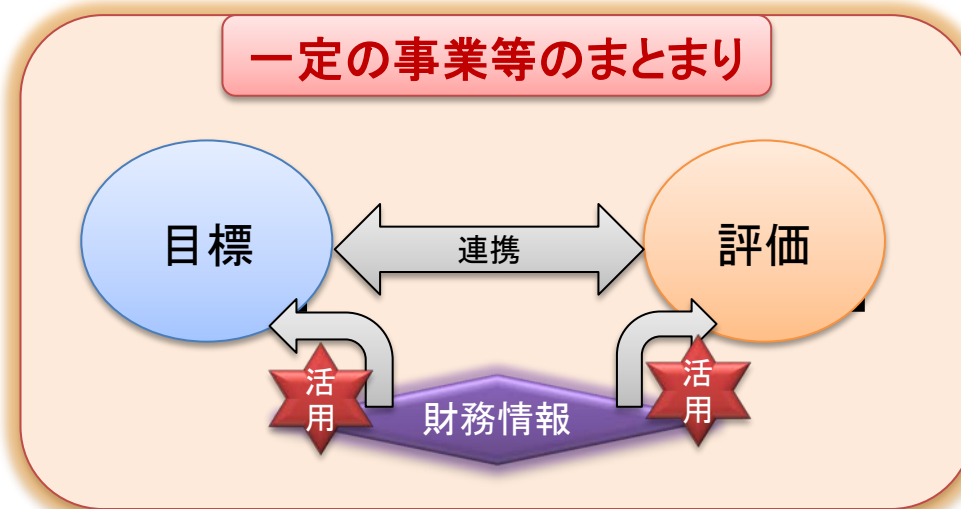 一定の事業等のまとまり
目標
連携
評価
活
用
財務情報
活
用